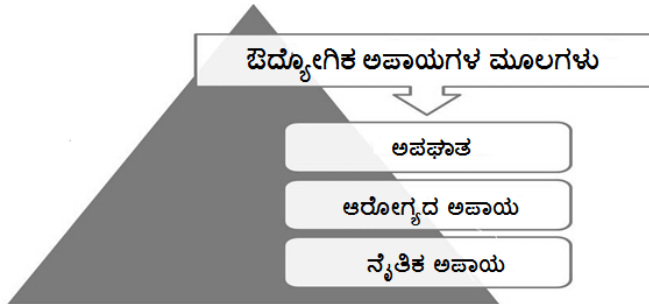 ಔದ್ಯೋಗಿಕ ಅಪಾಯಗಳ ಮೂಲಗಳು
ಅಪಘಾತ
ಆರೋಗ್ಯದ ಅಪಾಯ
ನೈತಿಕ ಅಪಾಯ